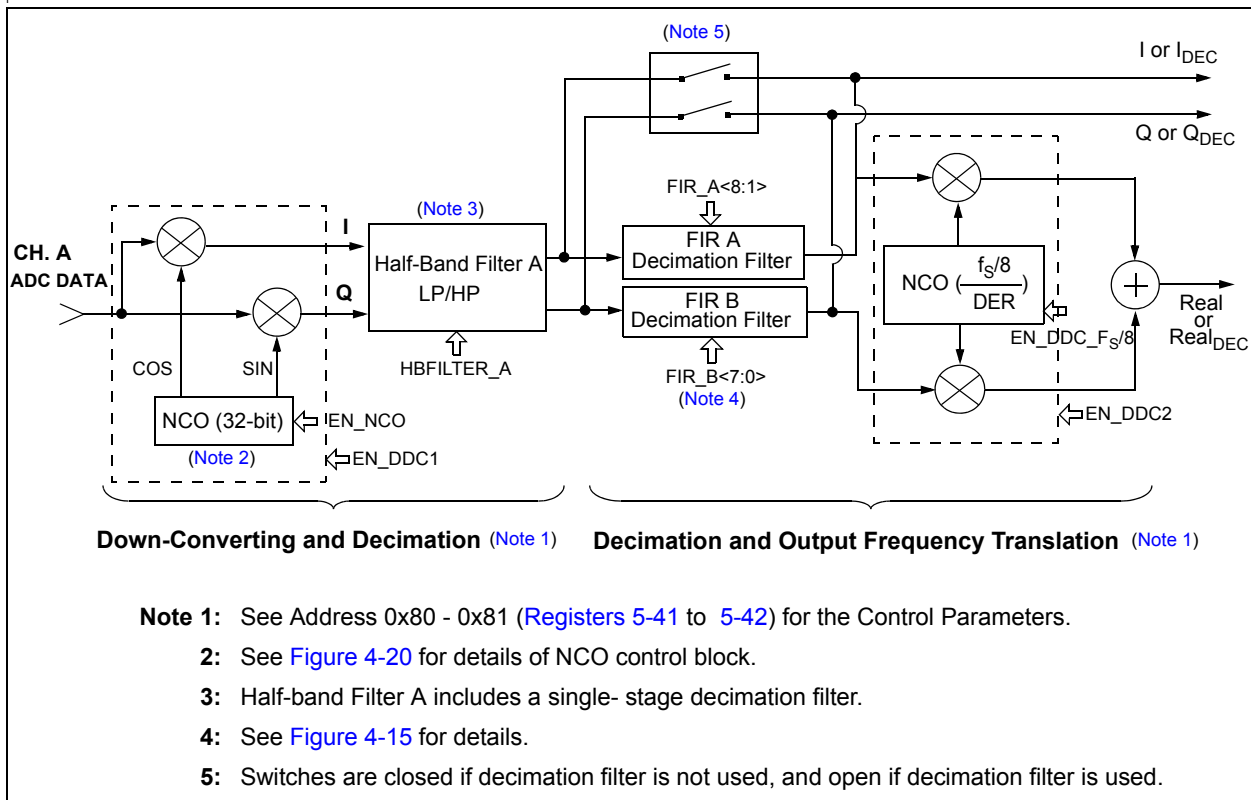 (Note 5)
I or I_DEC
Q or Q_DEC
FIR_A<8:1>
(Note 3)
I
FIR A
Decimation Filter
CH. A
ADC DATA
Half-Band Filter A
LP/HP
NCO (f_S/8 / DER)
Q
FIR B
Decimation Filter
Real
or
Real_DEC
EN_DDC_F_S/8
COS
SIN
HBFILTER_A
FIR_B<7:0>
(Note 4)
NCO (32-bit)
EN_NCO
EN_DDC2
(Note 2)
EN_DDC1
Down-Converting and Decimation (Note 1)
Decimation and Output Frequency Translation (Note 1)
Note 1: See Address 0x80 - 0x81 (Registers 5-41 to 5-42) for the Control Parameters.
2: See Figure 4-20 for details of NCO control block.
3: Half-band Filter A includes a single- stage decimation filter.
4: See Figure 4-15 for details.
5: Switches are closed if decimation filter is not used, and open if decimation filter is used.